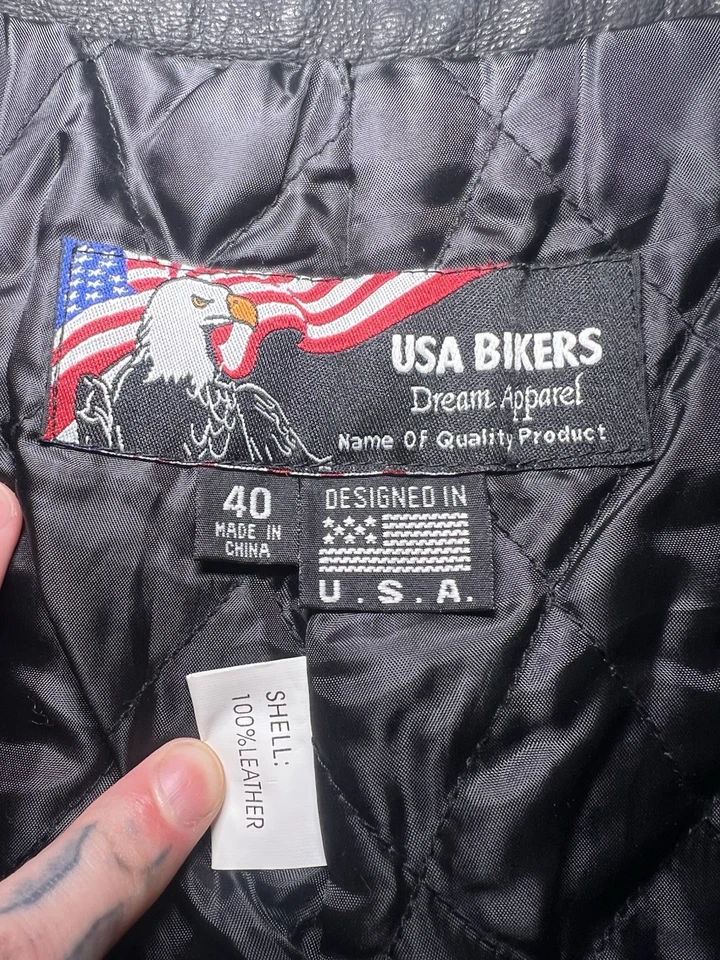 USA BIKERS
Dream Apparel
Name Of Quality Product
40
MADE IN
CHINA
DESIGNED IN
U.S.A.
SHELL:
100%LEATHER